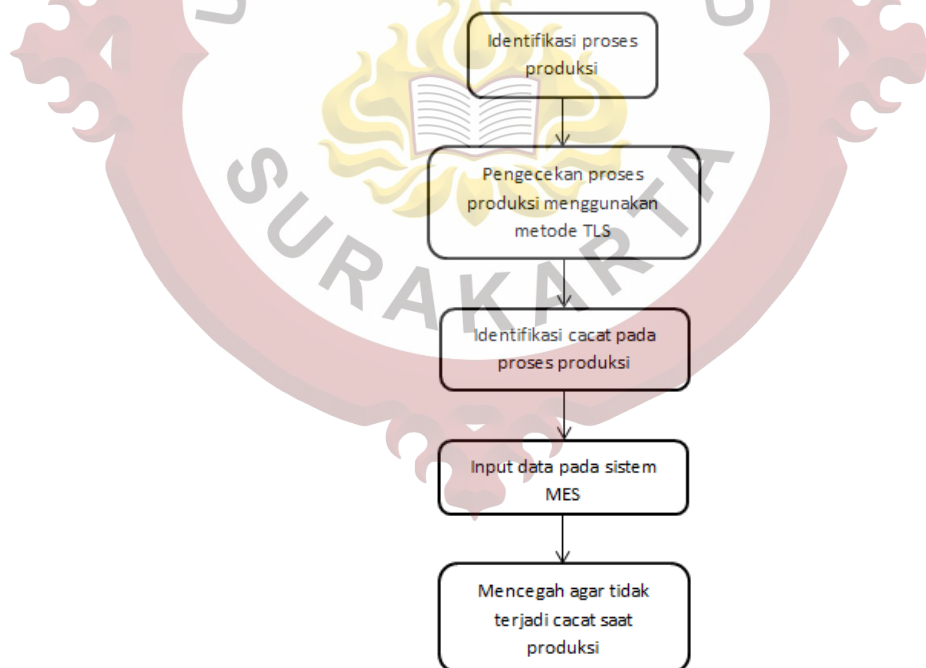 Identifikasi proses
produksi
Pengecekan proses
produksi menggunakan
metode TLS
SURAKARTA
Identifikasi cacat pada
proses produksi
Input data pada sistem
MES
Mencegah agar tidak
terjadi cacat saat
produksi